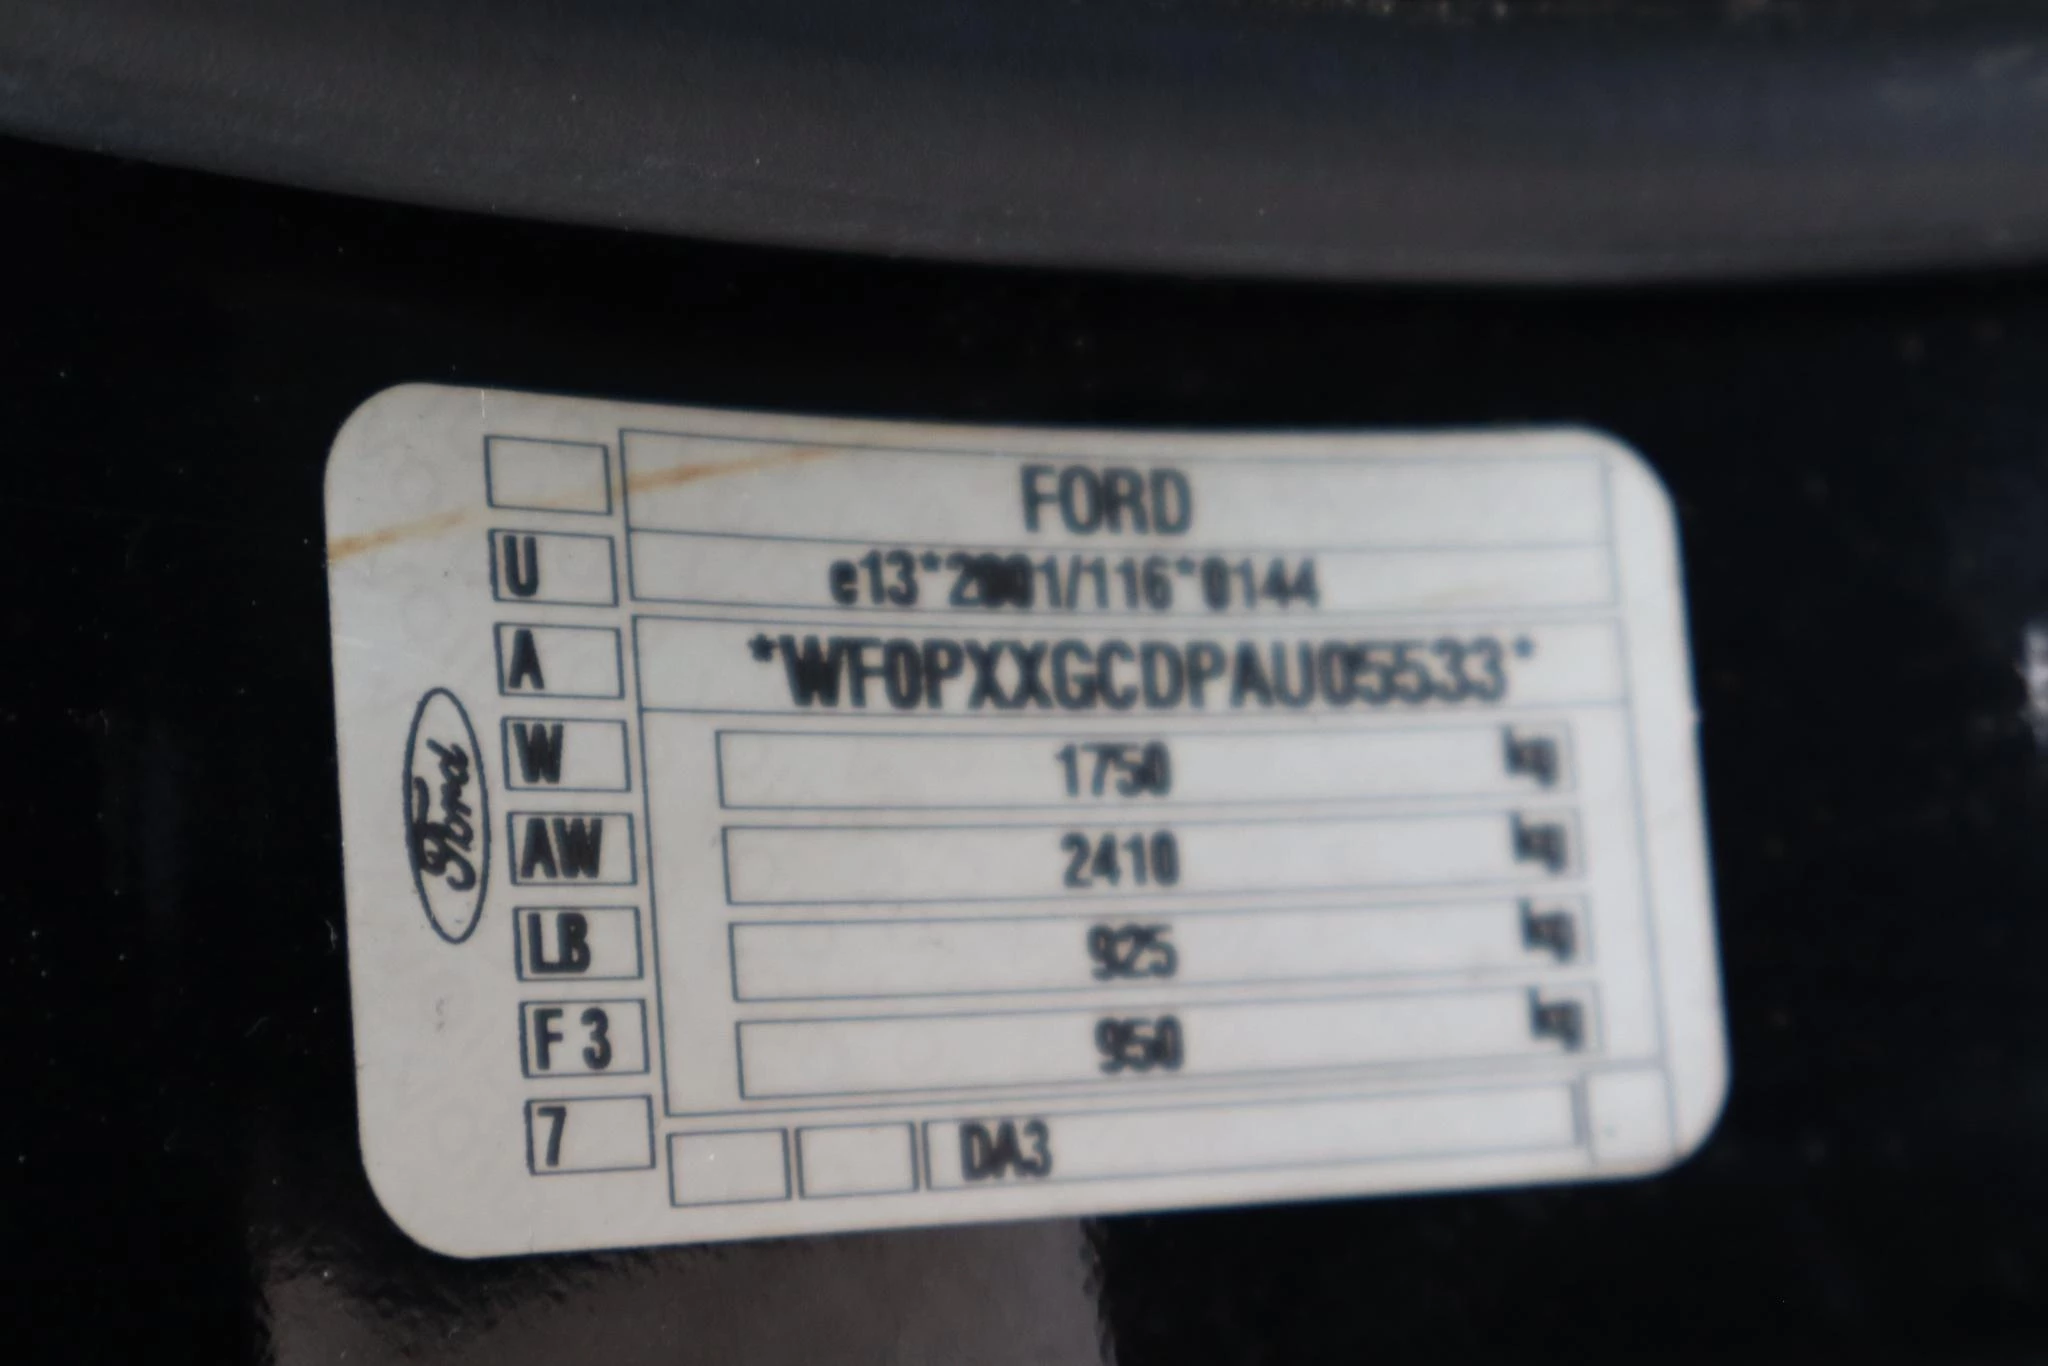 FORD
U e13*2001/116*0144
A *WF0PXXGCDPAU05533*
W 1750 kg
AW 2410 kg
LB 925 kg
F 3 950 kg
7 DA3
Ford